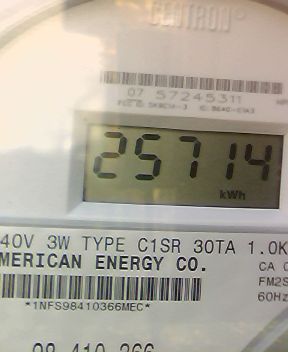 CENTRON®
07 57245311
25714
kWh
40V 3W TYPE C1SR 30TA 1.0K
MERICAN ENERGY CO.
CA 0
FM2S
60Hz
*1NFS98410366MEC*
98 410 366